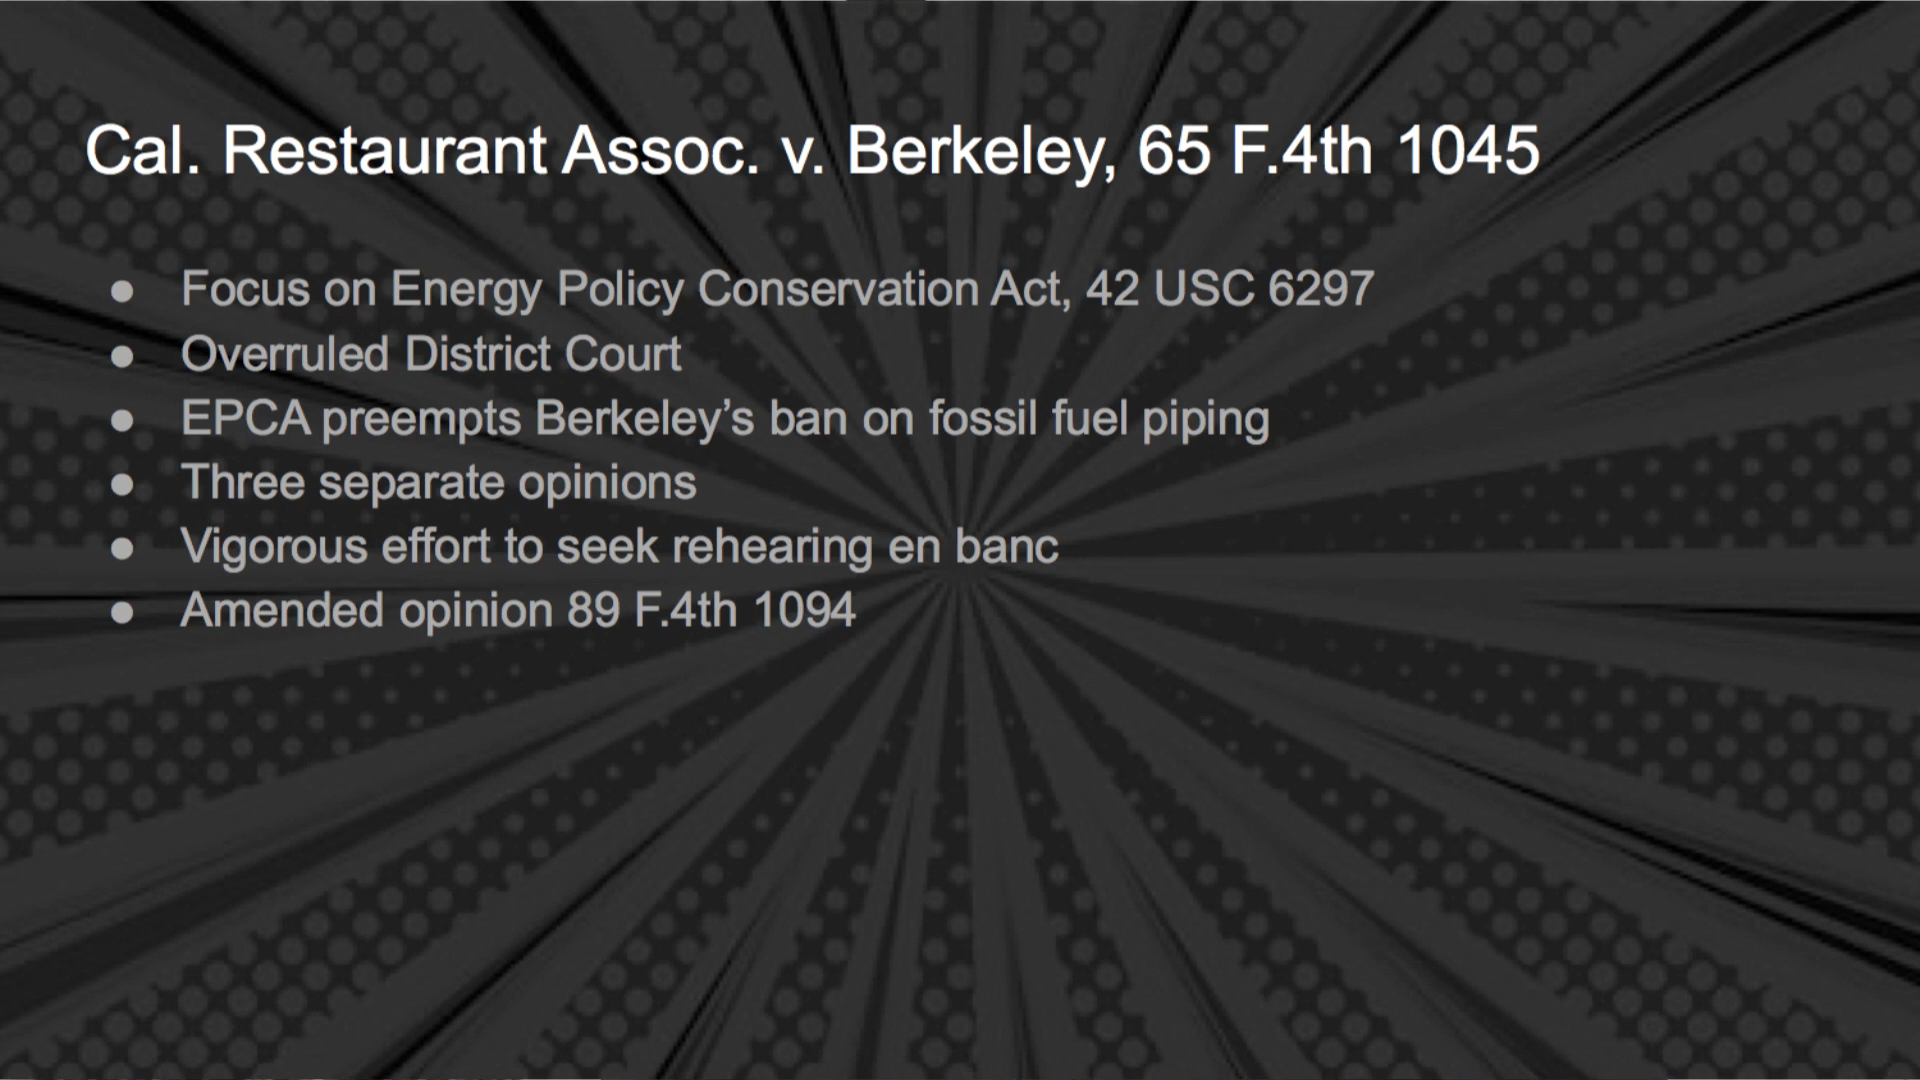 Cal. Restaurant Assoc. v. Berkeley, 65 F.4th 1045
● Focus on Energy Policy Conservation Act, 42 USC 6297
● Overruled District Court
● EPCA preempts Berkeley’s ban on fossil fuel piping
● Three separate opinions
● Vigorous effort to seek rehearing en banc
● Amended opinion 89 F.4th 1094